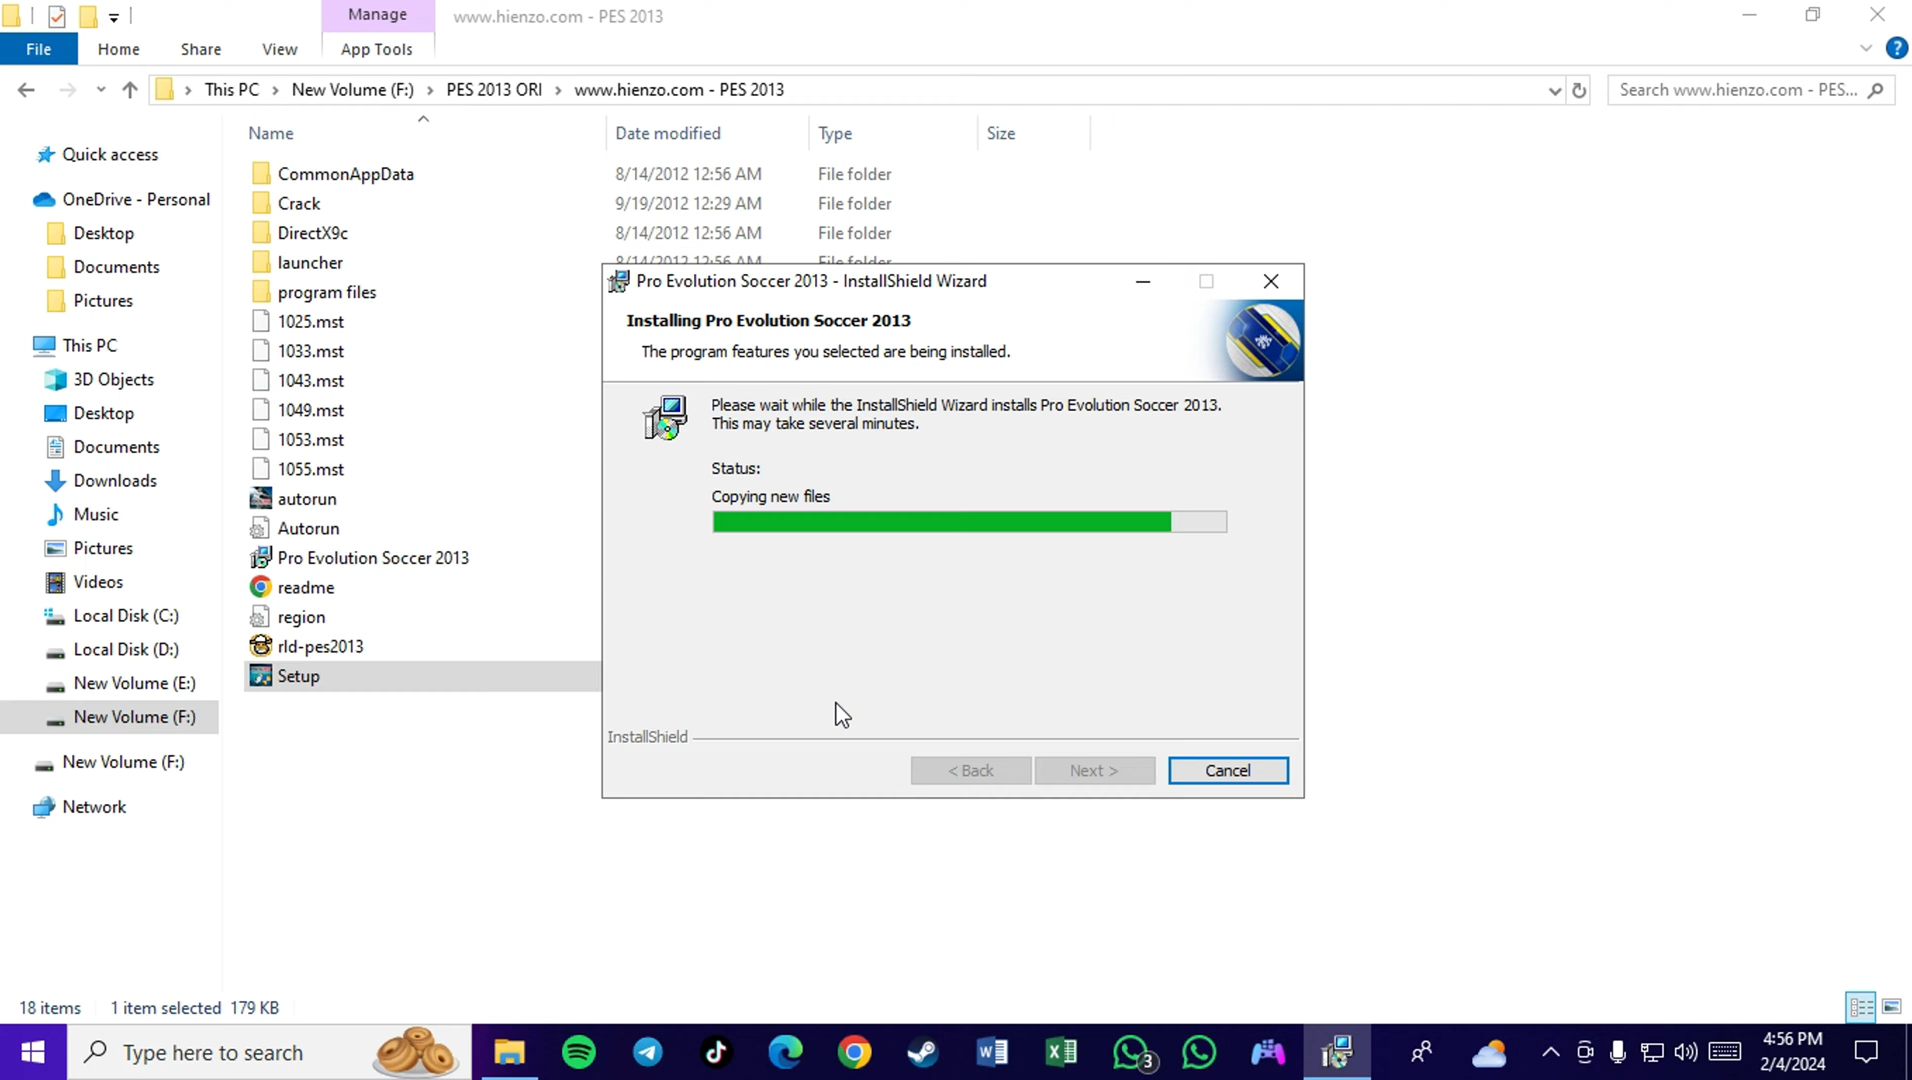 Manage
www.hienzo.com - PES 2013
File
Home
Share
View
App Tools
This PC
New Volume (F:)
PES 2013 ORI
www.hienzo.com - PES 2013
Search www.hienzo.com - PES...
Name
Date modified
Type
Size
Quick access
OneDrive - Personal
Desktop
Documents
Pictures
This PC
3D Objects
Desktop
Documents
Downloads
Music
Pictures
Videos
Local Disk (C:)
Local Disk (D:)
New Volume (E:)
New Volume (F:)
New Volume (F:)
Network
CommonAppData 8/14/2012 12:56 AM File folder
Crack 9/19/2012 12:29 AM File folder
DirectX9c 8/14/2012 12:56 AM File folder
launcher 8/14/2012 12:56 AM File folder
program files
1025.mst
1033.mst
1043.mst
1049.mst
1053.mst
1055.mst
autorun
Autorun
Pro Evolution Soccer 2013
readme
region
rld-pes2013
Setup
Pro Evolution Soccer 2013 - InstallShield Wizard
Installing Pro Evolution Soccer 2013
The program features you selected are being installed.
Please wait while the InstallShield Wizard installs Pro Evolution Soccer 2013.
This may take several minutes.
Status:
Copying new files
InstallShield
< Back
Next >
Cancel
18 items
1 item selected 179 KB
Type here to search
3
4:56 PM
2/4/2024